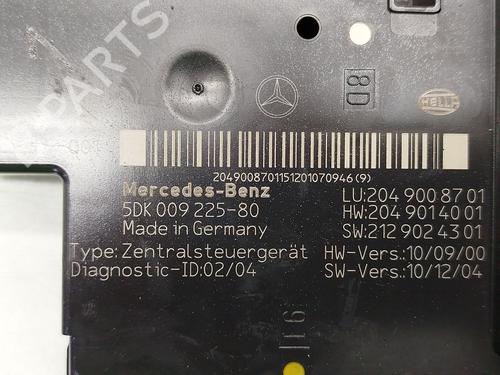 PARTS
8D
HELLA
2049008701151201070946(9)
Mercedes-Benz
5DK 009 225-80
Made in Germany
LU:204 900 87 01
HW:204 901 40 01
SW:212 902 43 01
Type: Zentralsteuergerät
HW-Vers.: 10/09/00
Diagnostic-ID:02/04
SW-Vers.: 10/12/04